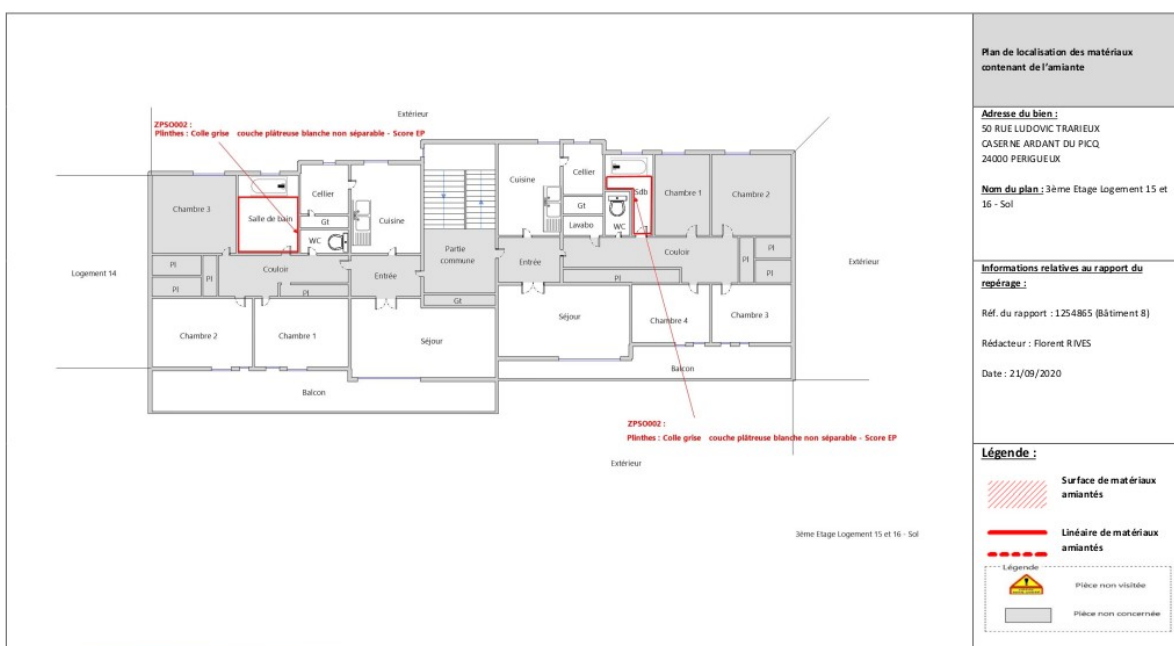 Plan de localisation des matériaux
contenant de l'amiante
Adresse du bien :
50 RUE LUDOVIC TRARIEUX
CASERNE ARDANT DU PICQ
24000 PERIGUEUX
Nom du plan : 3ème Etage Logement 15 et
16 - Sol
Informations relatives au rapport du
repérage :
Réf. du rapport : 1254865 (Bâtiment 8)
Rédacteur : Florent RIVES
Date : 21/09/2020
Légende :
Surface de matériaux
amiantés
Linéaire de matériaux
amiantés
Légende
Pièce non visitée
Pièce non concernée
Extérieur
ZPSO002 :
Plinthes : Colle grise couche plâtreuse blanche non séparable - Score EP
Chambre 3
Salle de bain
Cellier
Gt
WC
Cuisine
Partie
commune
Cuisine
Cellier
Gt
Lavabo
WC
Sdb
Chambre 1
Chambre 2
Logement 14
Pl
Pl
Pl
Couloir
Pl
Entrée
Gt
Entrée
Couloir
Pl
Pl
Pl
Pl
Extérieur
Chambre 2
Chambre 1
Séjour
Séjour
Chambre 4
Chambre 3
Balcon
Balcon
ZPSO002 :
Plinthes : Colle grise couche plâtreuse blanche non séparable - Score EP
Extérieur
3ème Etage Logement 15 et 16 - Sol